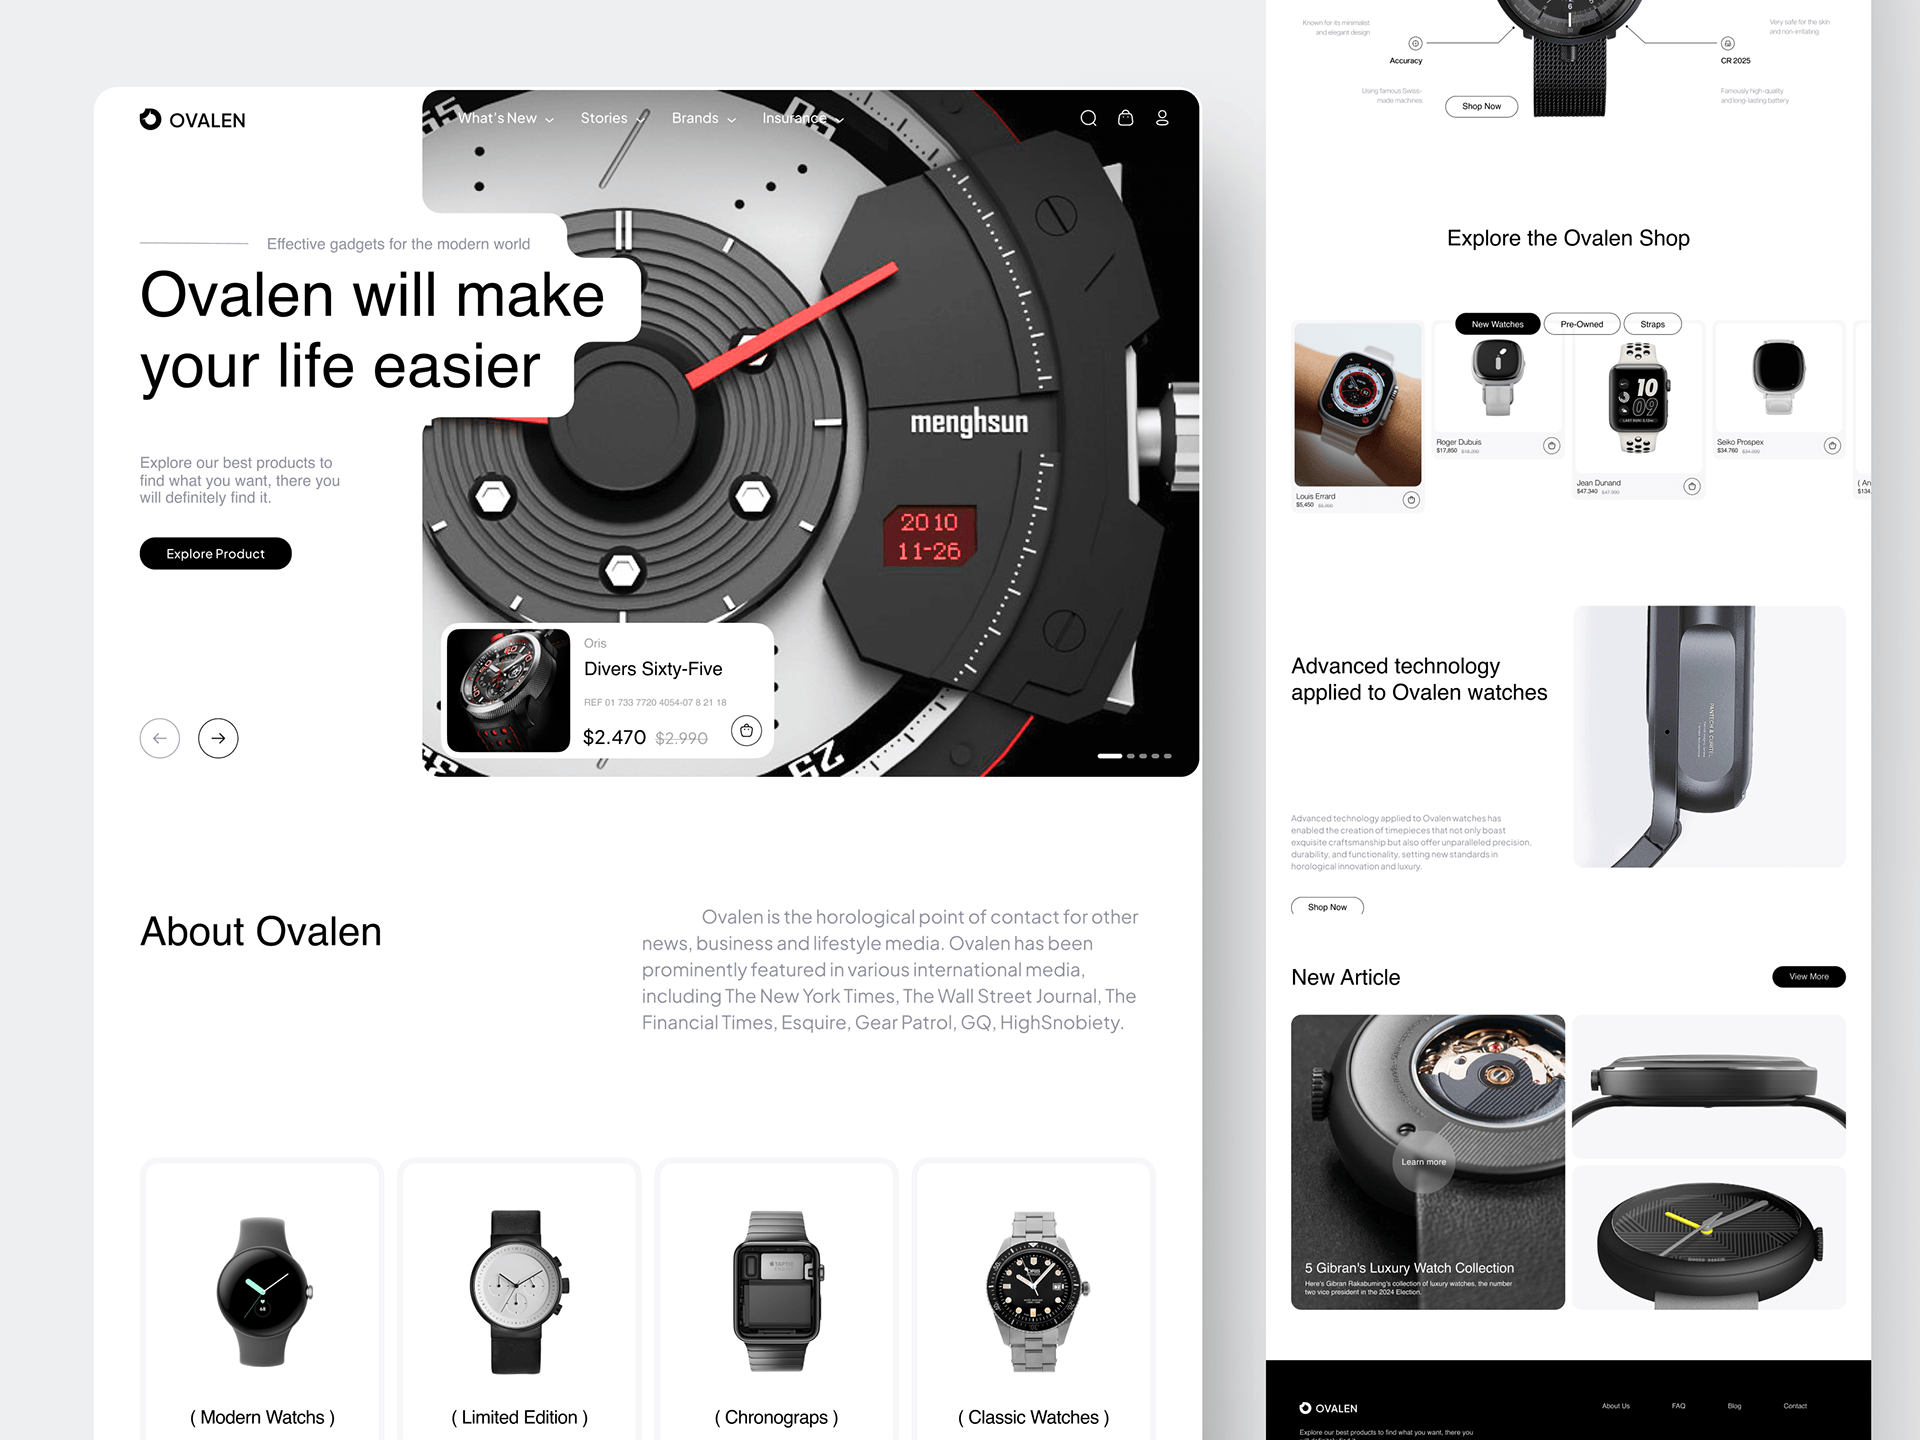 OVALEN
What's New
Stories
Brands
Insurance
Effective gadgets for the modern world
Ovalen will make
your life easier
Explore our best products to
find what you want, there you
will definitely find it.
Explore Product
55
05
25
menghsun
2010
11-26
Oris
Divers Sixty-Five
REF 01 733 7720 4054-07 8 21 18
$2.470 $2.990
About Ovalen
Ovalen is the horological point of contact for other
news, business and lifestyle media. Ovalen has been
prominently featured in various international media,
including The New York Times, The Wall Street Journal, The
Financial Times, Esquire, Gear Patrol, GQ, HighSnobiety.
68
( Modern Watchs )
( Limited Edition )
( Chronograps )
( Classic Watches )
Known for its minimalist
and elegant design
Very safe for the skin
and non-irritating
Accuracy
CR 2025
Using famous Swiss-
made machines
Famously high-quality
and long-lasting battery
Shop Now
Explore the Ovalen Shop
New Watches
Pre-Owned
Straps
10
09
Louis Errard
$5,450
Roger Dubuis
$17,850
Jean Dunand
$47.340
Seiko Prospex
$34.760
( An
$134
Advanced technology
applied to Ovalen watches
Advanced technology applied to Ovalen watches has
enabled the creation of timepieces that not only boast
exquisite craftsmanship but also offer unparalleled precision,
durability, and functionality, setting new standards in
horological innovation and luxury.
Shop Now
New Article
View More
Learn more
5 Gibran's Luxury Watch Collection
Here's Gibran Rakabuming's collection of luxury watches, the number
two vice president in the 2024 Election.
OVALEN
About Us
FAQ
Blog
Contact
Explore our best products to find what you want, there you